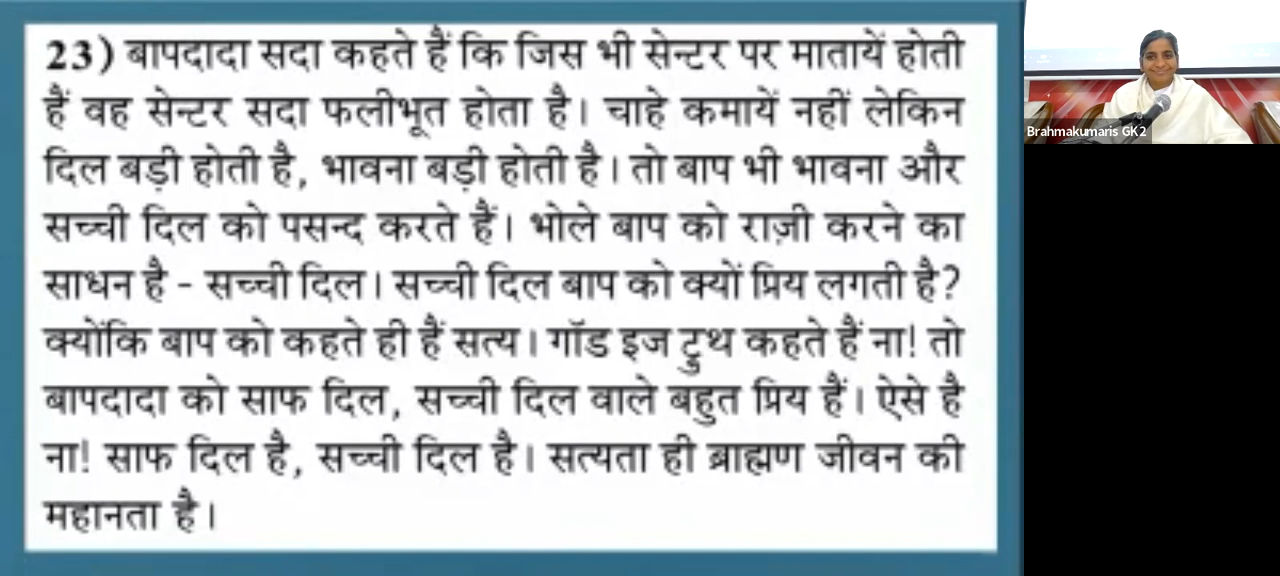 23) बापदादा सदा कहते हैं कि जिस भी सेन्टर पर मातायें होती
हैं वह सेन्टर सदा फलीभूत होता है। चाहे कमायें नहीं लेकिन
दिल बड़ी होती है, भावना बड़ी होती है। तो बाप भी भावना और
सच्ची दिल को पसन्द करते हैं। भोले बाप को राज़ी करने का
साधन है - सच्ची दिल। सच्ची दिल बाप को क्यों प्रिय लगती है?
क्योंकि बाप को कहते ही हैं सत्य। गॉड इज ट्रुथ कहते हैं ना! तो
बापदादा को साफ दिल, सच्ची दिल वाले बहुत प्रिय हैं। ऐसे है
ना! साफ दिल है, सच्ची दिल है। सत्यता ही ब्राह्मण जीवन की
महानता है।
Brahmakumaris GK2